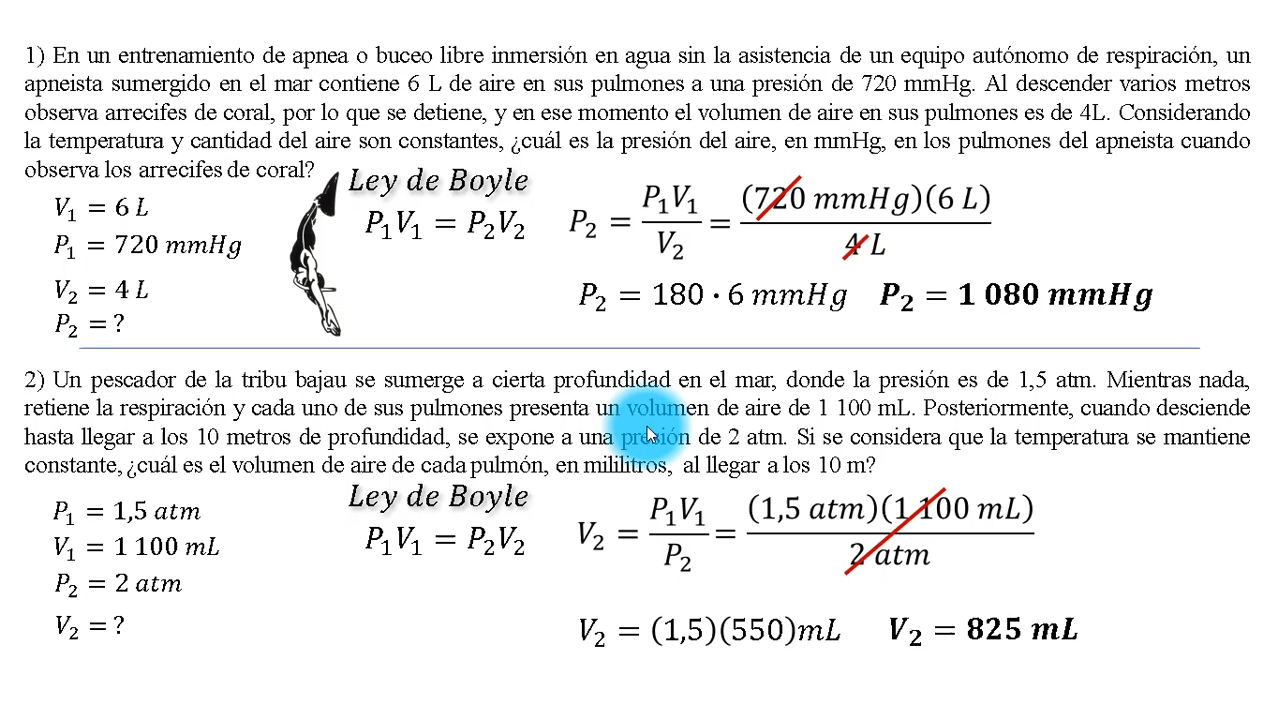 1) En un entrenamiento de apnea o buceo libre inmersión en agua sin la asistencia de un equipo autónomo de respiración, un
apneista sumergido en el mar contiene 6 L de aire en sus pulmones a una presión de 720 mmHg. Al descender varios metros
observa arrecifes de coral, por lo que se detiene, y en ese momento el volumen de aire en sus pulmones es de 4L. Considerando
la temperatura y cantidad del aire son constantes, ¿cuál es la presión del aire, en mmHg, en los pulmones del apneista cuando
observa los arrecifes de coral?
V₁ = 6 L
P₁ = 720 mmHg
V₂ = 4 L
P₂ = ?
Ley de Boyle
P₁V₁ = P₂V₂
P₂ = P₁V₁ / V₂ = (720 mmHg)(6 L) / 4 L
P₂ = 180 · 6 mmHg P₂ = 1 080 mmHg
2) Un pescador de la tribu bajau se sumerge a cierta profundidad en el mar, donde la presión es de 1,5 atm. Mientras nada,
retiene la respiración y cada uno de sus pulmones presenta un volumen de aire de 1 100 mL. Posteriormente, cuando desciende
hasta llegar a los 10 metros de profundidad, se expone a una presión de 2 atm. Si se considera que la temperatura se mantiene
constante, ¿cuál es el volumen de aire de cada pulmón, en mililitros, al llegar a los 10 m?
P₁ = 1,5 atm
V₁ = 1 100 mL
P₂ = 2 atm
V₂ = ?
Ley de Boyle
P₁V₁ = P₂V₂
V₂ = P₁V₁ / P₂ = (1,5 atm)(1 100 mL) / 2 atm
V₂ = (1,5)(550)mL V₂ = 825 mL